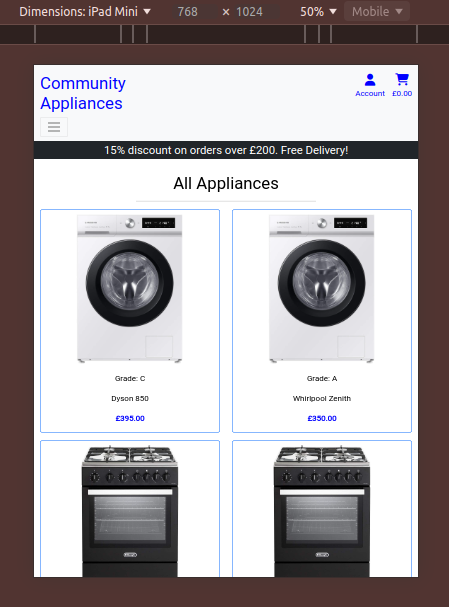 Dimensions: iPad Mini 768 × 1024 50% Mobile
Community
Appliances
Account £0.00
15% discount on orders over £200. Free Delivery!
All Appliances
Grade: C
Dyson 850
£395.00
Grade: A
Whirlpool Zenith
£350.00